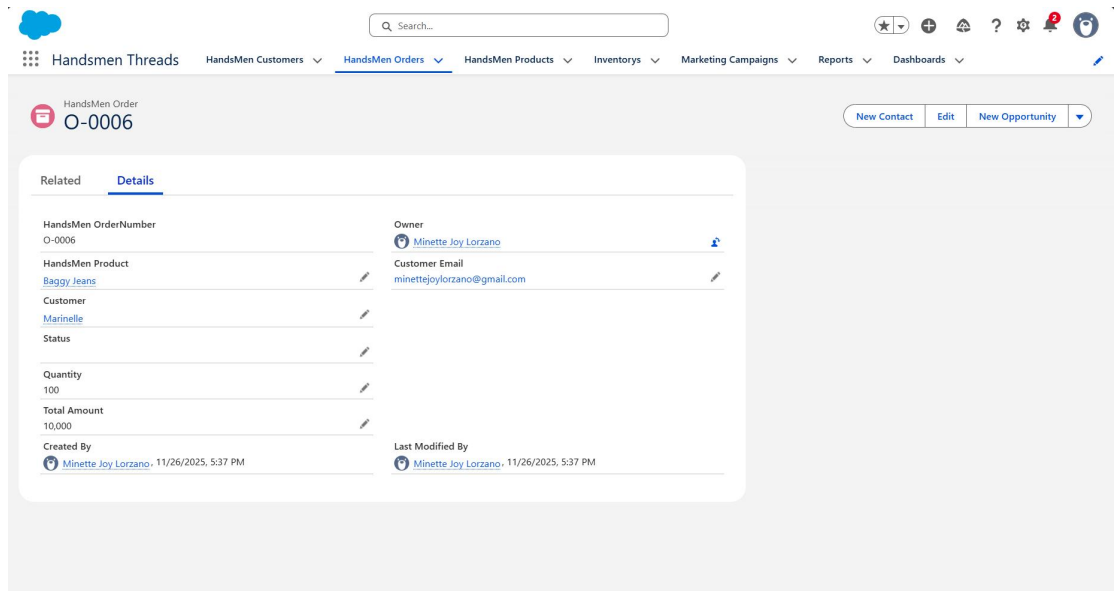 Search...
2
Handsmen Threads
HandsMen Customers
HandsMen Orders
HandsMen Products
Inventorys
Marketing Campaigns
Reports
Dashboards
HandsMen Order
O-0006
New Contact
Edit
New Opportunity
Related
Details
HandsMen OrderNumber
O-0006
Owner
Minette Joy Lorzano
HandsMen Product
Baggy Jeans
Customer Email
minettejoylorzano@gmail.com
Customer
Marinelle
Status
Quantity
100
Total Amount
10,000
Created By
Minette Joy Lorzano, 11/26/2025, 5:37 PM
Last Modified By
Minette Joy Lorzano, 11/26/2025, 5:37 PM